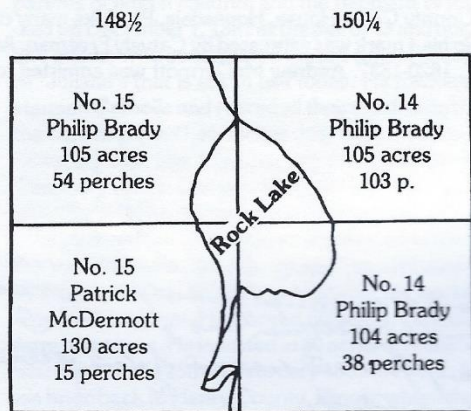 148½
150¼
No. 15
Philip Brady
105 acres
54 perches
No. 14
Philip Brady
105 acres
103 p.
Rock Lake
No. 15
Patrick
McDermott
130 acres
15 perches
No. 14
Philip Brady
104 acres
38 perches